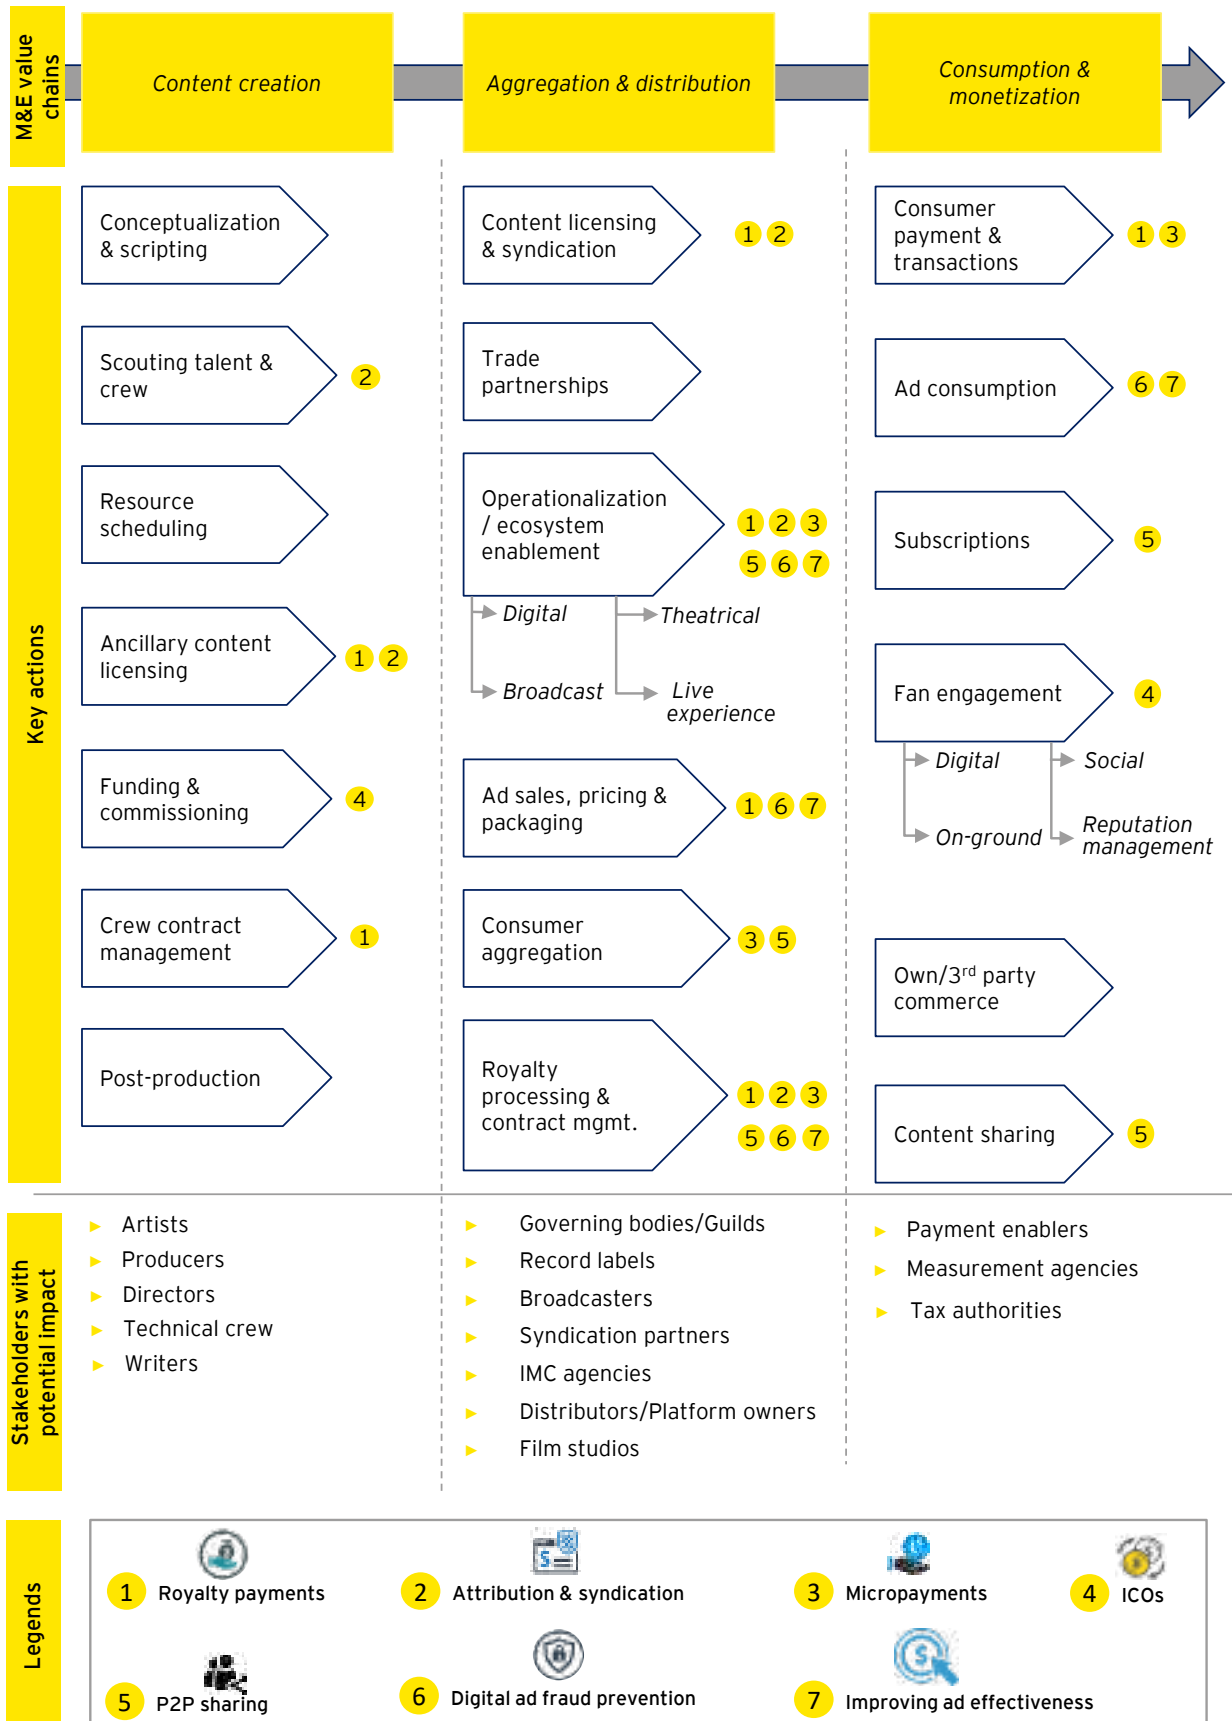 M&E value
chains
Content creation
Aggregation & distribution
Consumption &
monetization
Key actions
Conceptualization
& scripting
Scouting talent &
crew
2
Resource
scheduling
Ancillary content
licensing
1 2
Funding &
commissioning
4
Crew contract
management
1
Post-production
Content licensing
& syndication
1 2
Trade
partnerships
Operationalization
/ ecosystem
enablement
1 2 3
5 6 7
Digital
Theatrical
Broadcast
Live
experience
Ad sales, pricing &
packaging
1 6 7
Consumer
aggregation
3 5
Royalty
processing &
contract mgmt.
1 2 3
5 6 7
Consumer
payment &
transactions
1 3
Ad consumption
6 7
Subscriptions
5
Fan engagement
4
Digital
Social
On-ground
Reputation
management
Own/3rd party
commerce
Content sharing
5
Stakeholders with
potential impact
Artists
Producers
Directors
Technical crew
Writers
Governing bodies/Guilds
Record labels
Broadcasters
Syndication partners
IMC agencies
Distributors/Platform owners
Film studios
Payment enablers
Measurement agencies
Tax authorities
Legends
1 Royalty payments
2 Attribution & syndication
3 Micropayments
4 ICOs
5 P2P sharing
6 Digital ad fraud prevention
7 Improving ad effectiveness